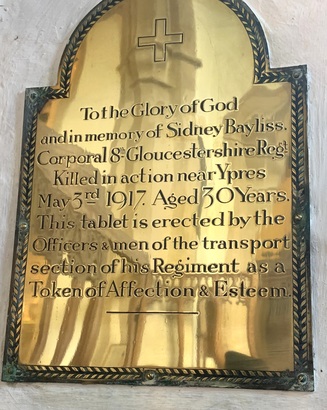 To the Glory of God
and in memory of Sidney Bayliss.
Corporal 8th Gloucestershire Regt
Killed in action near Ypres
May 3rd 1917. Aged 30 Years.
This tablet is erected by the
Officers & men of the transport
section of his Regiment as a
Token of Affection & Esteem.